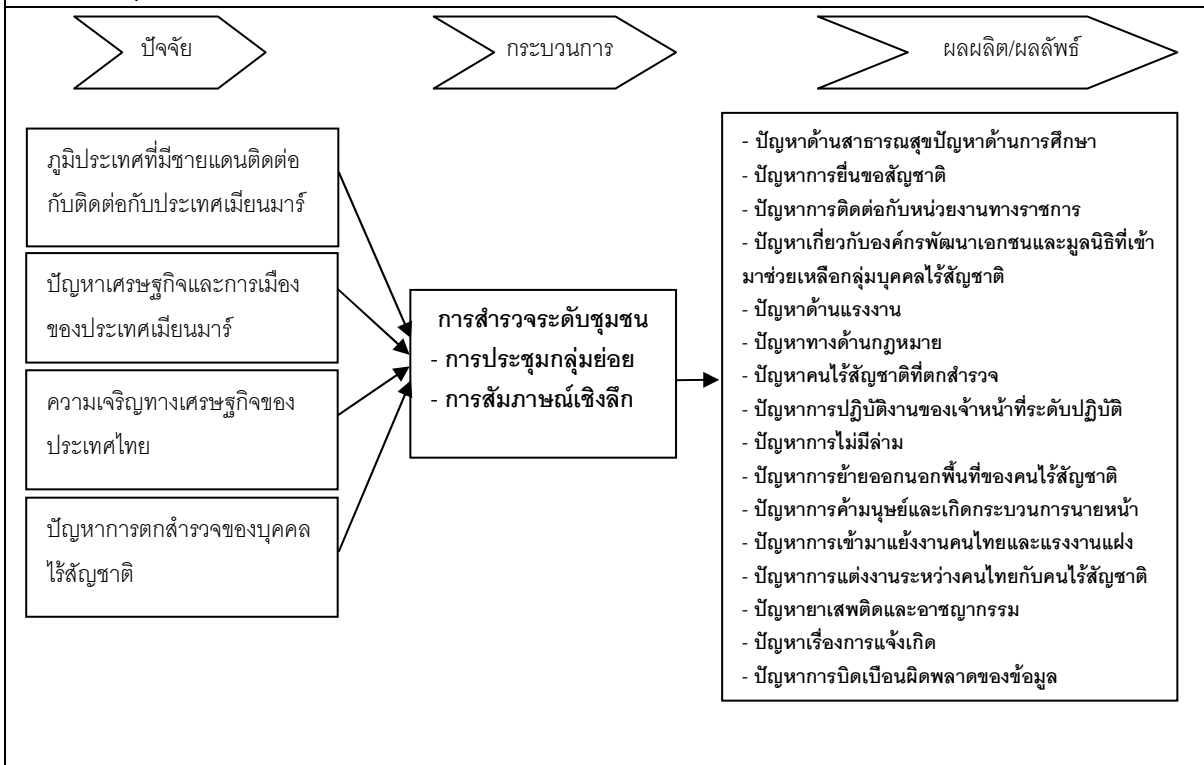 ปัจจัย
กระบวนการ
ผลผลิต/ผลลัพธ์
ภูมิประเทศที่มีชายแดนติดต่อ
กับติดต่อกับประเทศเมียนมาร์
ปัญหาเศรษฐกิจและการเมือง
ของประเทศเมียนมาร์
ความเจริญทางเศรษฐกิจของ
ประเทศไทย
ปัญหาการตกสำรวจของบุคคล
ไร้สัญชาติ
การสำรวจระดับชุมชน
- การประชุมกลุ่มย่อย
- การสัมภาษณ์เชิงลึก
- ปัญหาด้านสาธารณสุขปัญหาด้านการศึกษา
- ปัญหาการยื่นขอสัญชาติ
- ปัญหาการติดต่อกับหน่วยงานทางราชการ
- ปัญหาเกี่ยวกับองค์กรพัฒนาเอกชนและมูลนิธิที่เข้า
มาช่วยเหลือกลุ่มบุคคลไร้สัญชาติ
- ปัญหาด้านแรงงาน
- ปัญหาทางด้านกฎหมาย
- ปัญหาคนไร้สัญชาติที่ตกสำรวจ
- ปัญหาการปฎิบัติงานของเจ้าหน้าที่ระดับปฎิบัติ
- ปัญหาการไม่มีล่าม
- ปัญหาการย้ายออกนอกพื้นที่ของคนไร้สัญชาติ
- ปัญหาการค้ามนุษย์และเกิดกระบวนการนายหน้า
- ปัญหาการเข้ามาแย้งงานคนไทยและแรงงานแฝง
- ปัญหาการแต่งงานระหว่างคนไทยกับคนไร้สัญชาติ
- ปัญหายาเสพติดและอาชญากรรม
- ปัญหาเรื่องการแจ้งเกิด
- ปัญหาการบิดเบือนผิดพลาดของข้อมูล